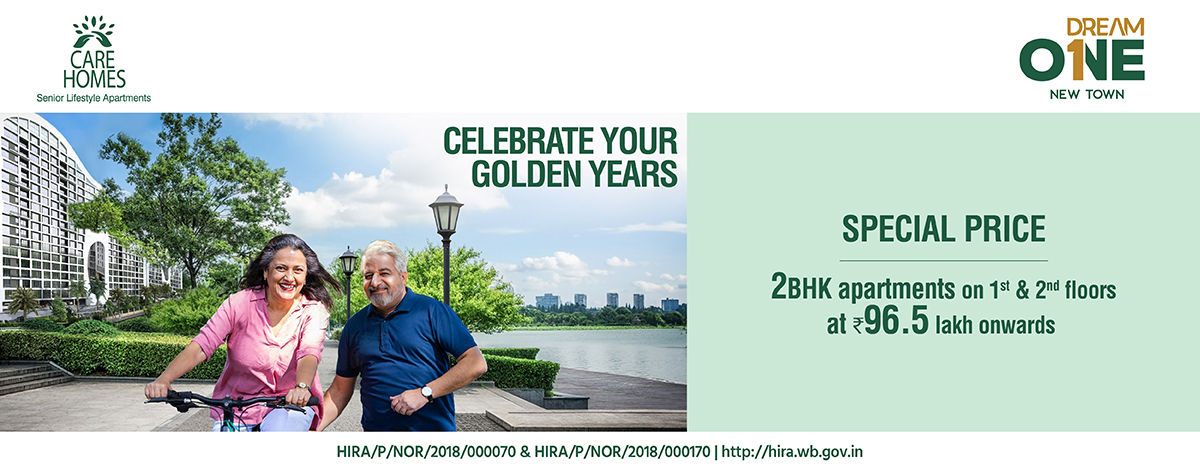 CARE
HOMES
Senior Lifestyle Apartments
DREAM
ONE
NEW TOWN
CELEBRATE YOUR
GOLDEN YEARS
SPECIAL PRICE
2BHK apartments on 1st & 2nd floors
at ₹96.5 lakh onwards
HIRA/P/NOR/2018/000070 & HIRA/P/NOR/2018/000170 | http://hira.wb.gov.in